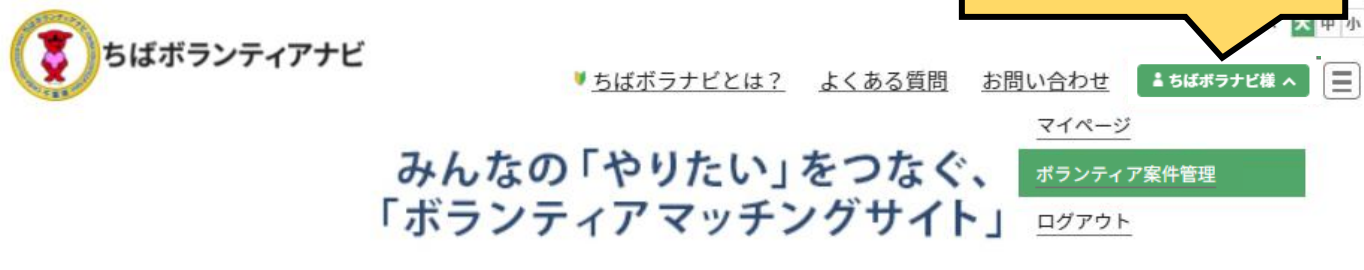 大 中 小
ちばボランティアナビ
ちばボラナビとは？ よくある質問 お問い合わせ ちばボラナビ様
マイページ
みんなの「やりたい」をつなぐ、
ボランティア案件管理
「ボランティアマッチングサイト」
ログアウト